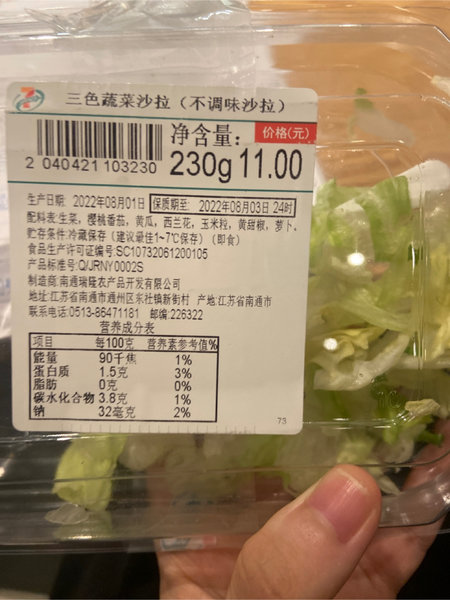 三色蔬菜沙拉（不调味沙拉）
净含量： 价格(元)
2 040421 103230 230g 11.00
生产日期: 2022年08月01日 保质期至: 2022年08月03日 24时
配料表:生菜，樱桃番茄，黄瓜，西兰花，玉米粒，黄甜椒，萝卜。
贮存条件:冷藏保存（建议最佳1~7℃保存）（即食）
食品生产许可证编号:SC10732061200105
产品标准号:Q/JRNY0002S
制造商:南通瑞隆农产品开发有限公司
地址:江苏省南通市通州区东社镇新街村 产地:江苏省南通市
联系电话:0513-86471181 邮编:226322
营养成分表
项目 每100克 营养素参考值%
能量 90千焦 1%
蛋白质 1.5克 3%
脂肪 0克 0%
碳水化合物 3.8克 1%
钠 32毫克 2%
73